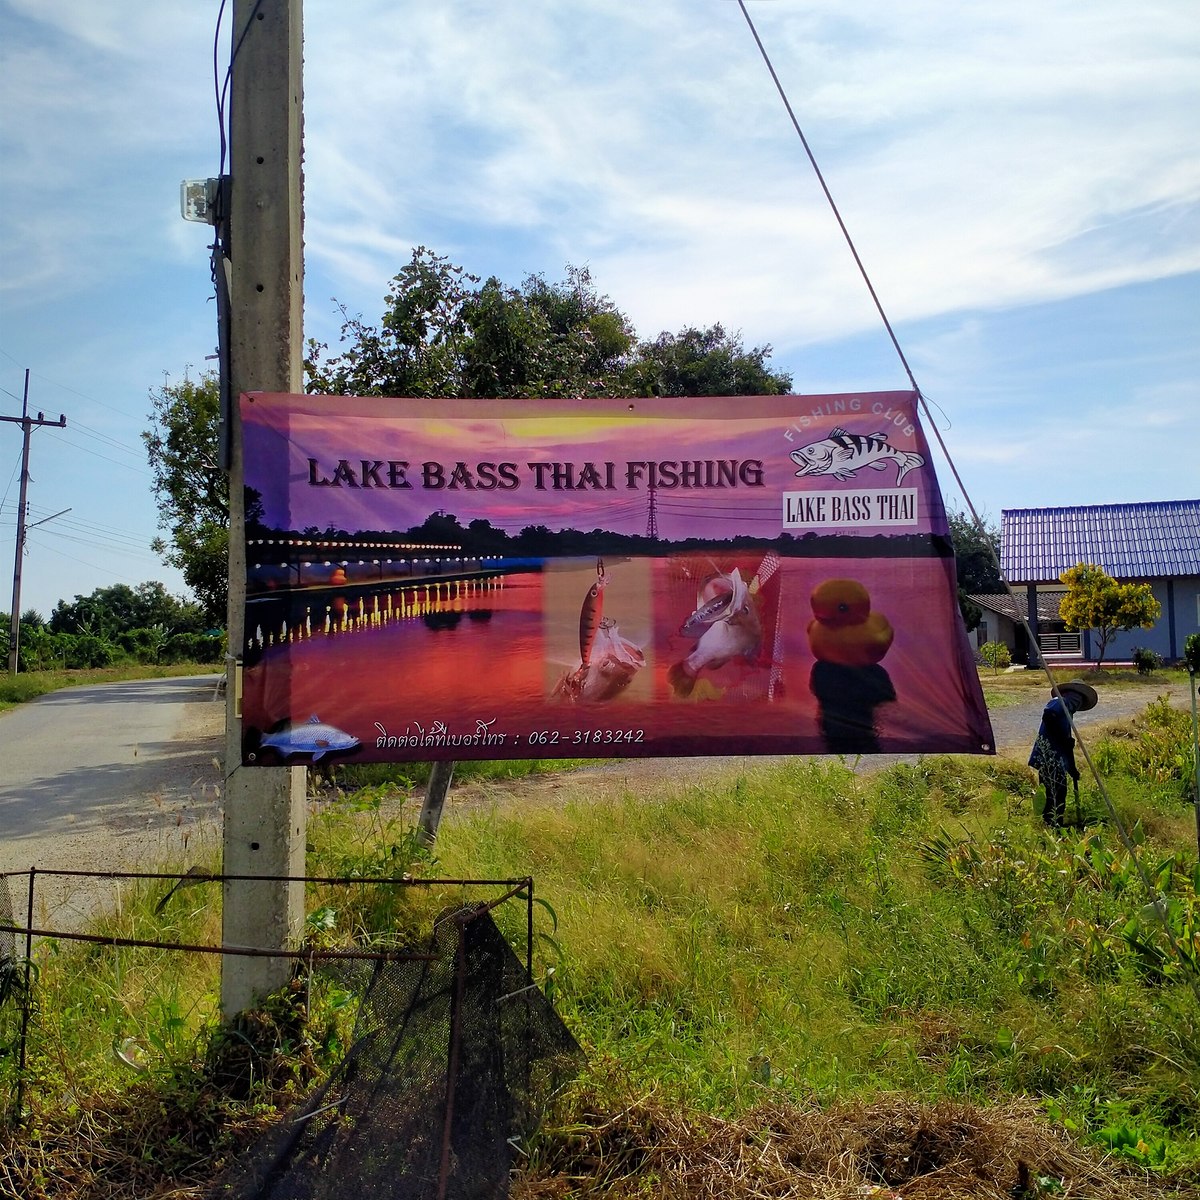 FISHING CLUB
LAKE BASS THAI FISHING
LAKE BASS THAI
ติดต่อได้ที่เบอร์โทร : 062-3183242